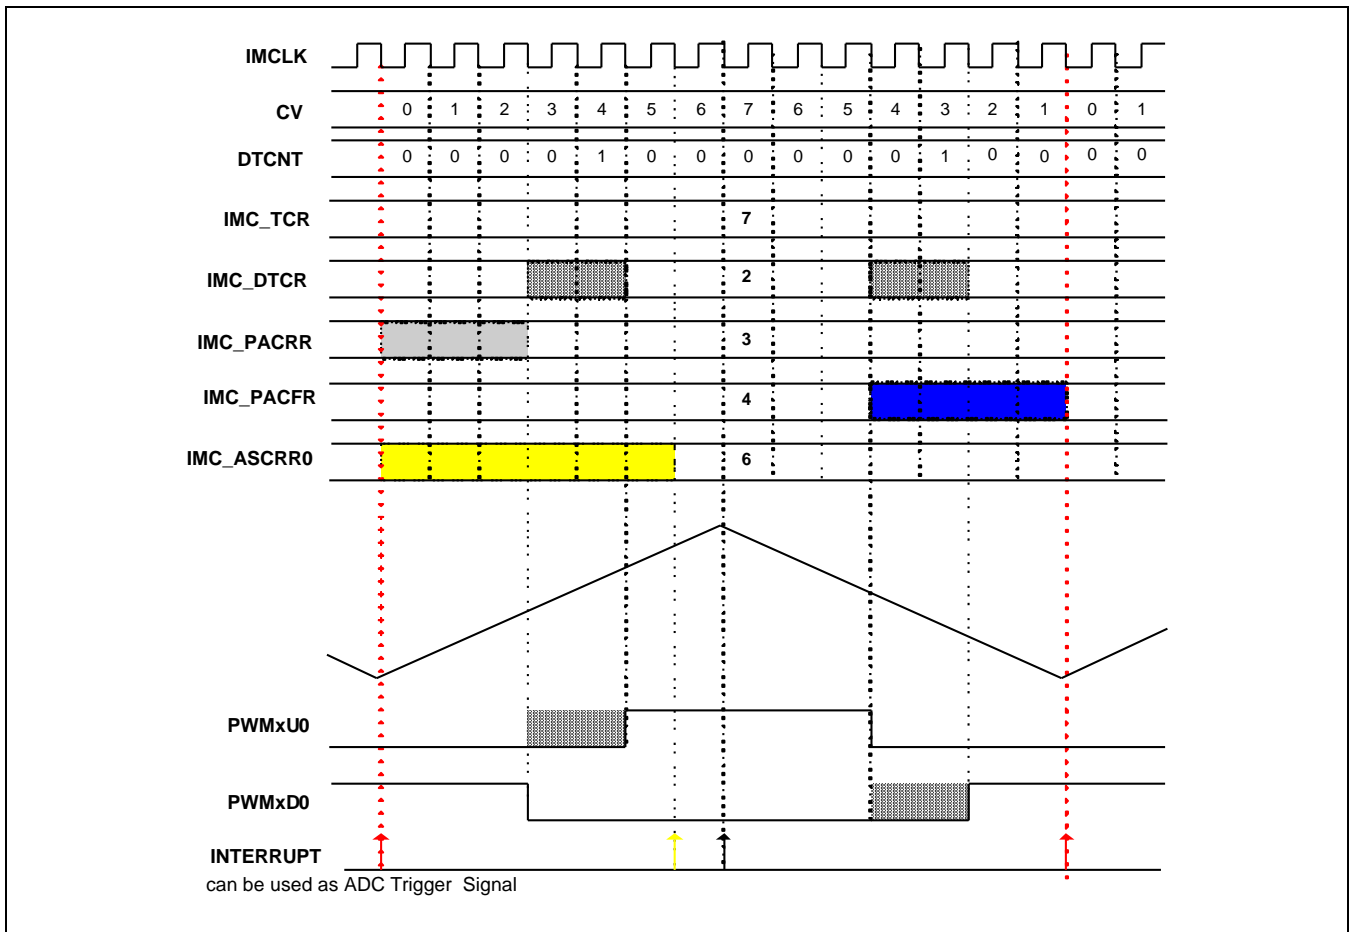 IMCLK
CV 0 1 2 3 4 5 6 7 6 5 4 3 2 1 0 1
DTCNT 0 0 0 0 1 0 0 0 0 0 0 1 0 0 0 0
IMC_TCR 7
IMC_DTCR 2
IMC_PACRR 3
IMC_PACFR 4
IMC_ASCRR0 6
PWMxU0
PWMxD0
INTERRUPT
can be used as ADC Trigger Signal